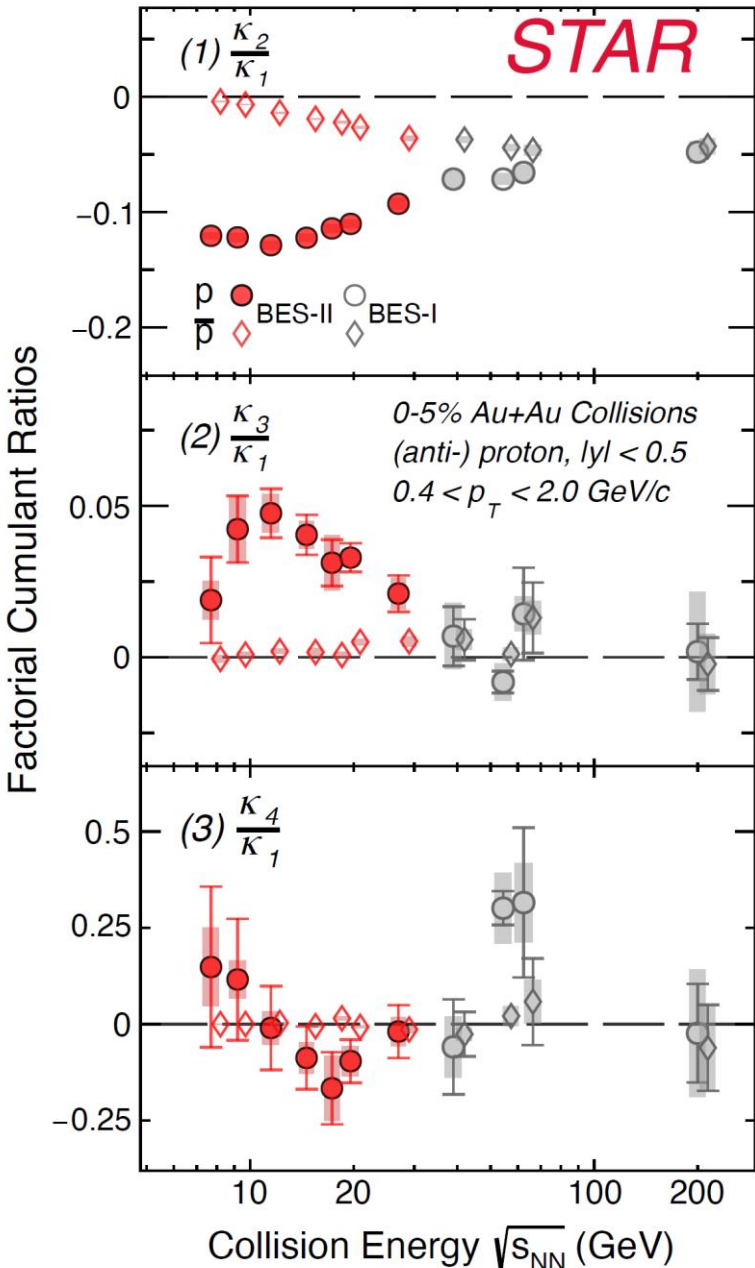 STAR
(1) κ2/κ1
0
−0.1
−0.2
p
p̅
BES-II
BES-I
Factorial Cumulant Ratios
(2) κ3/κ1
0-5% Au+Au Collisions
(anti-) proton, |y| < 0.5
0.4 < pT < 2.0 GeV/c
0.05
0
(3) κ4/κ1
0.5
0.25
0
−0.25
10 20 100 200
Collision Energy √sNN (GeV)